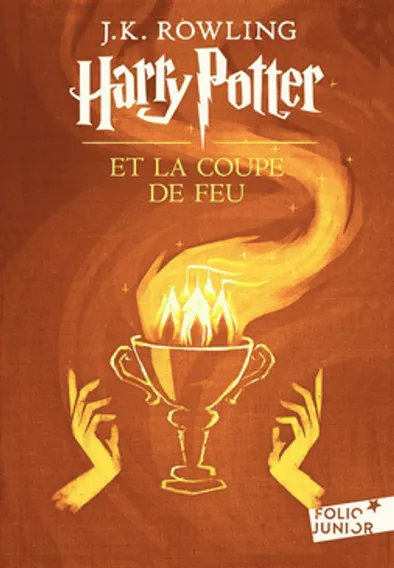 J.K. ROWLING
Harry Potter
ET LA COUPE
DE FEU
FOLIO
JUNIOR